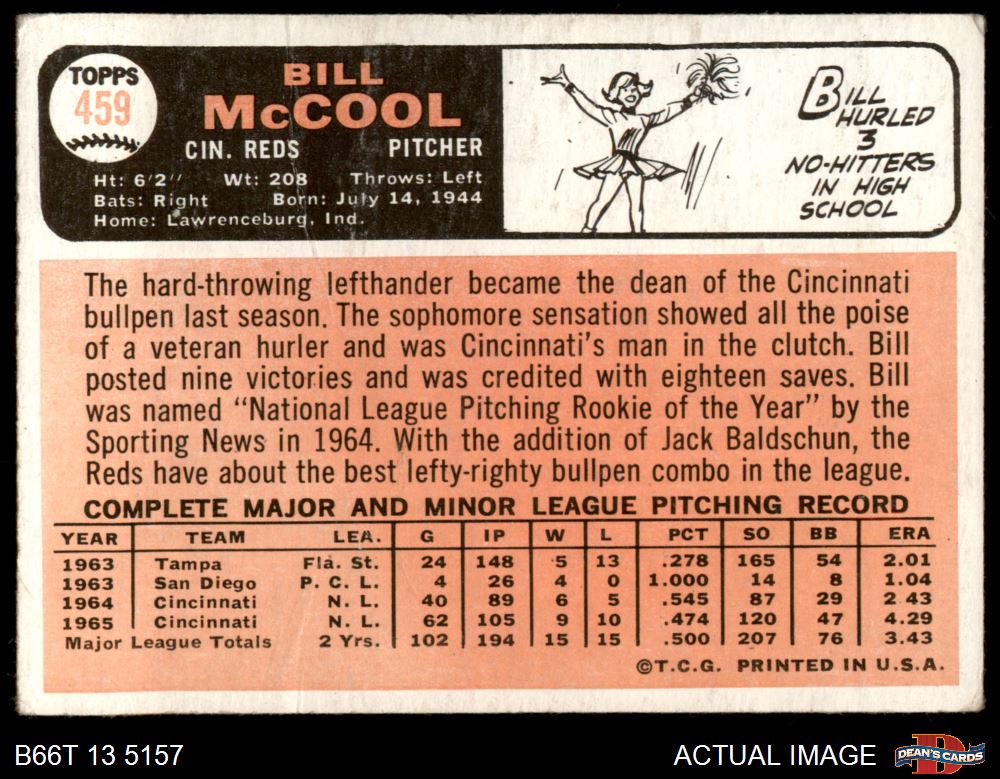 TOPPS
459
BILL
McCOOL
CIN. REDS PITCHER
Ht: 6'2" Wt: 208 Throws: Left
Bats: Right Born: July 14, 1944
Home: Lawrenceburg, Ind.
BILL
HURLED
3
NO-HITTERS
IN HIGH
SCHOOL
The hard-throwing lefthander became the dean of the Cincinnati
bullpen last season. The sophomore sensation showed all the poise
of a veteran hurler and was Cincinnati's man in the clutch. Bill
posted nine victories and was credited with eighteen saves. Bill
was named "National League Pitching Rookie of the Year" by the
Sporting News in 1964. With the addition of Jack Baldschun, the
Reds have about the best lefty-righty bullpen combo in the league.
COMPLETE MAJOR AND MINOR LEAGUE PITCHING RECORD
YEAR TEAM LEA. G IP W L PCT SO BB ERA
1963 Tampa Fla. St. 24 148 5 13 .278 165 54 2.01
1963 San Diego P. C. L. 4 26 4 0 1.000 14 8 1.04
1964 Cincinnati N. L. 40 89 6 5 .545 87 29 2.43
1965 Cincinnati N. L. 62 105 9 10 .474 120 47 4.29
Major League Totals 2 Yrs. 102 194 15 15 .500 207 76 3.43
©T.C.G. PRINTED IN U.S.A.
B66T 13 5157 ACTUAL IMAGE
DEAN'S CARDS